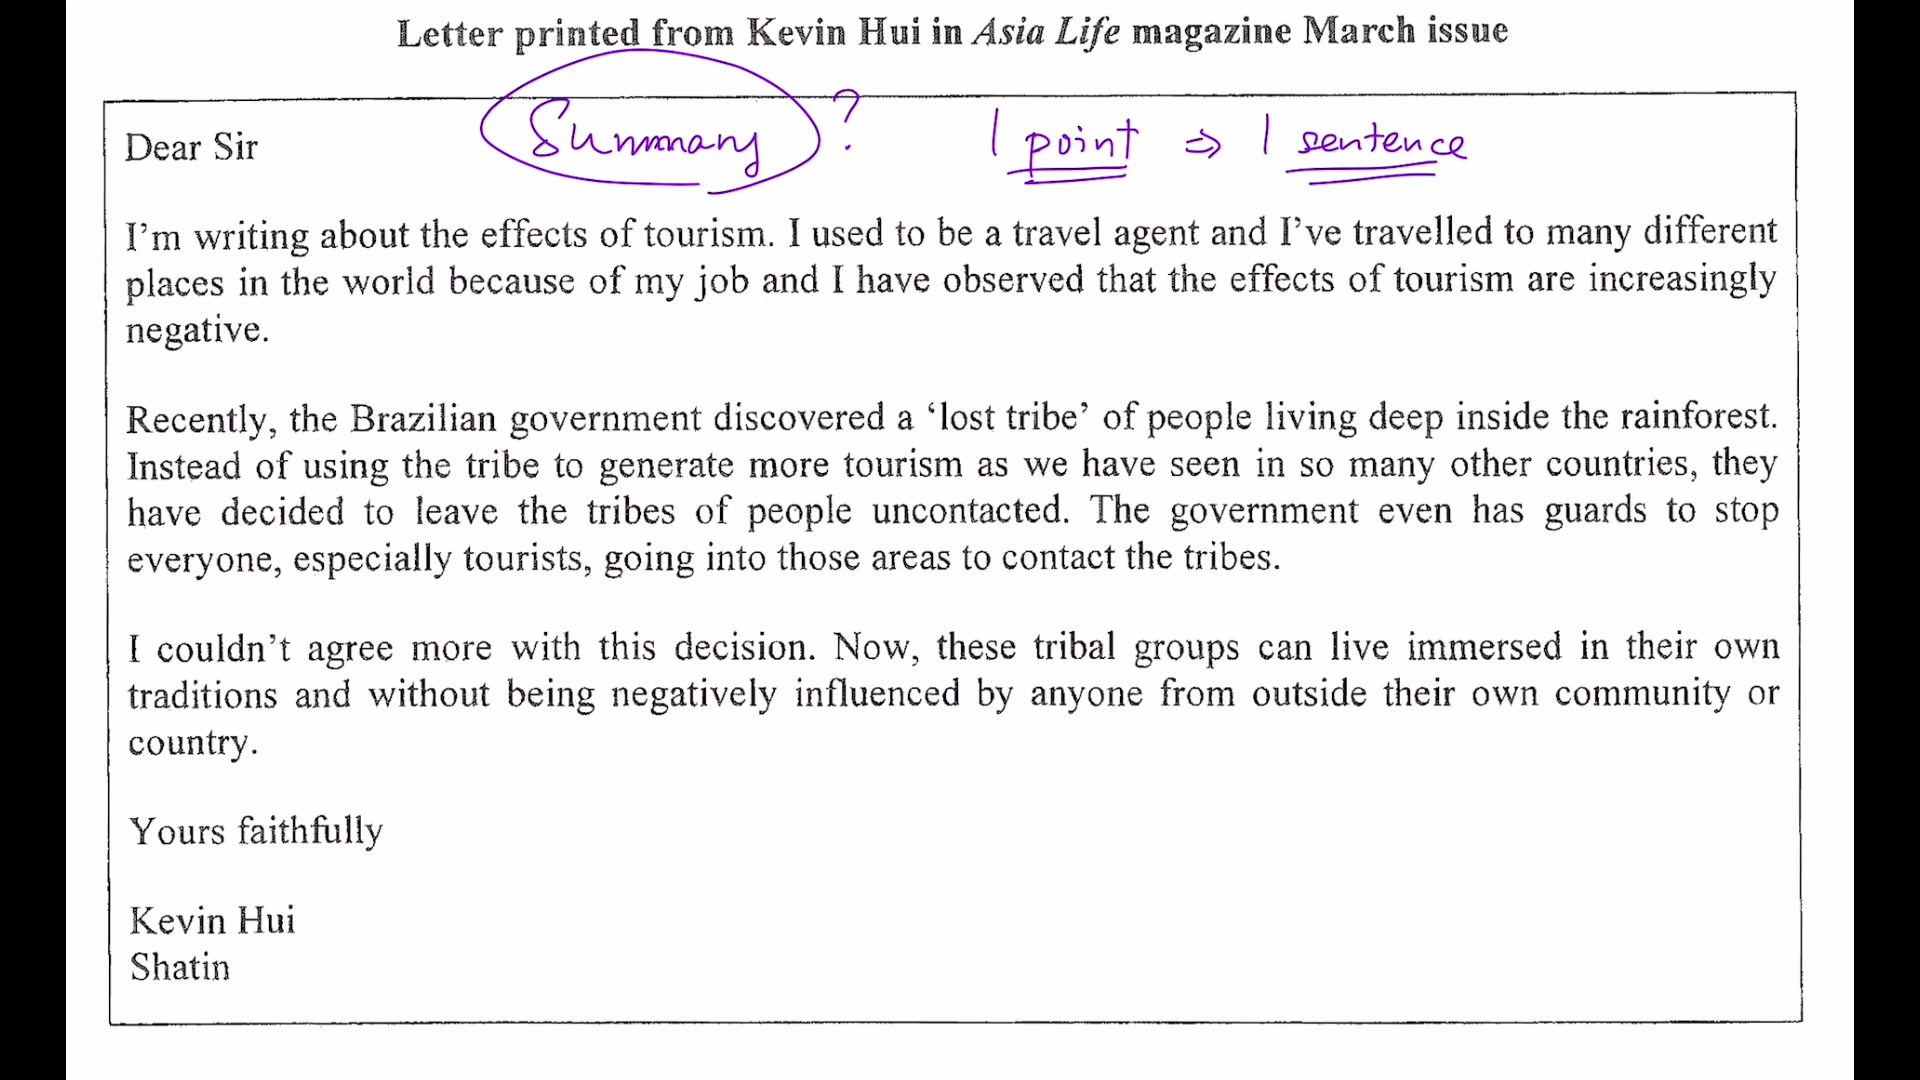 Letter printed from Kevin Hui in Asia Life magazine March issue
Summary ? 1 point ⇒ 1 sentence
Dear Sir
I'm writing about the effects of tourism. I used to be a travel agent and I've travelled to many different
places in the world because of my job and I have observed that the effects of tourism are increasingly
negative.
Recently, the Brazilian government discovered a ‘lost tribe’ of people living deep inside the rainforest.
Instead of using the tribe to generate more tourism as we have seen in so many other countries, they
have decided to leave the tribes of people uncontacted. The government even has guards to stop
everyone, especially tourists, going into those areas to contact the tribes.
I couldn't agree more with this decision. Now, these tribal groups can live immersed in their own
traditions and without being negatively influenced by anyone from outside their own community or
country.
Yours faithfully
Kevin Hui
Shatin